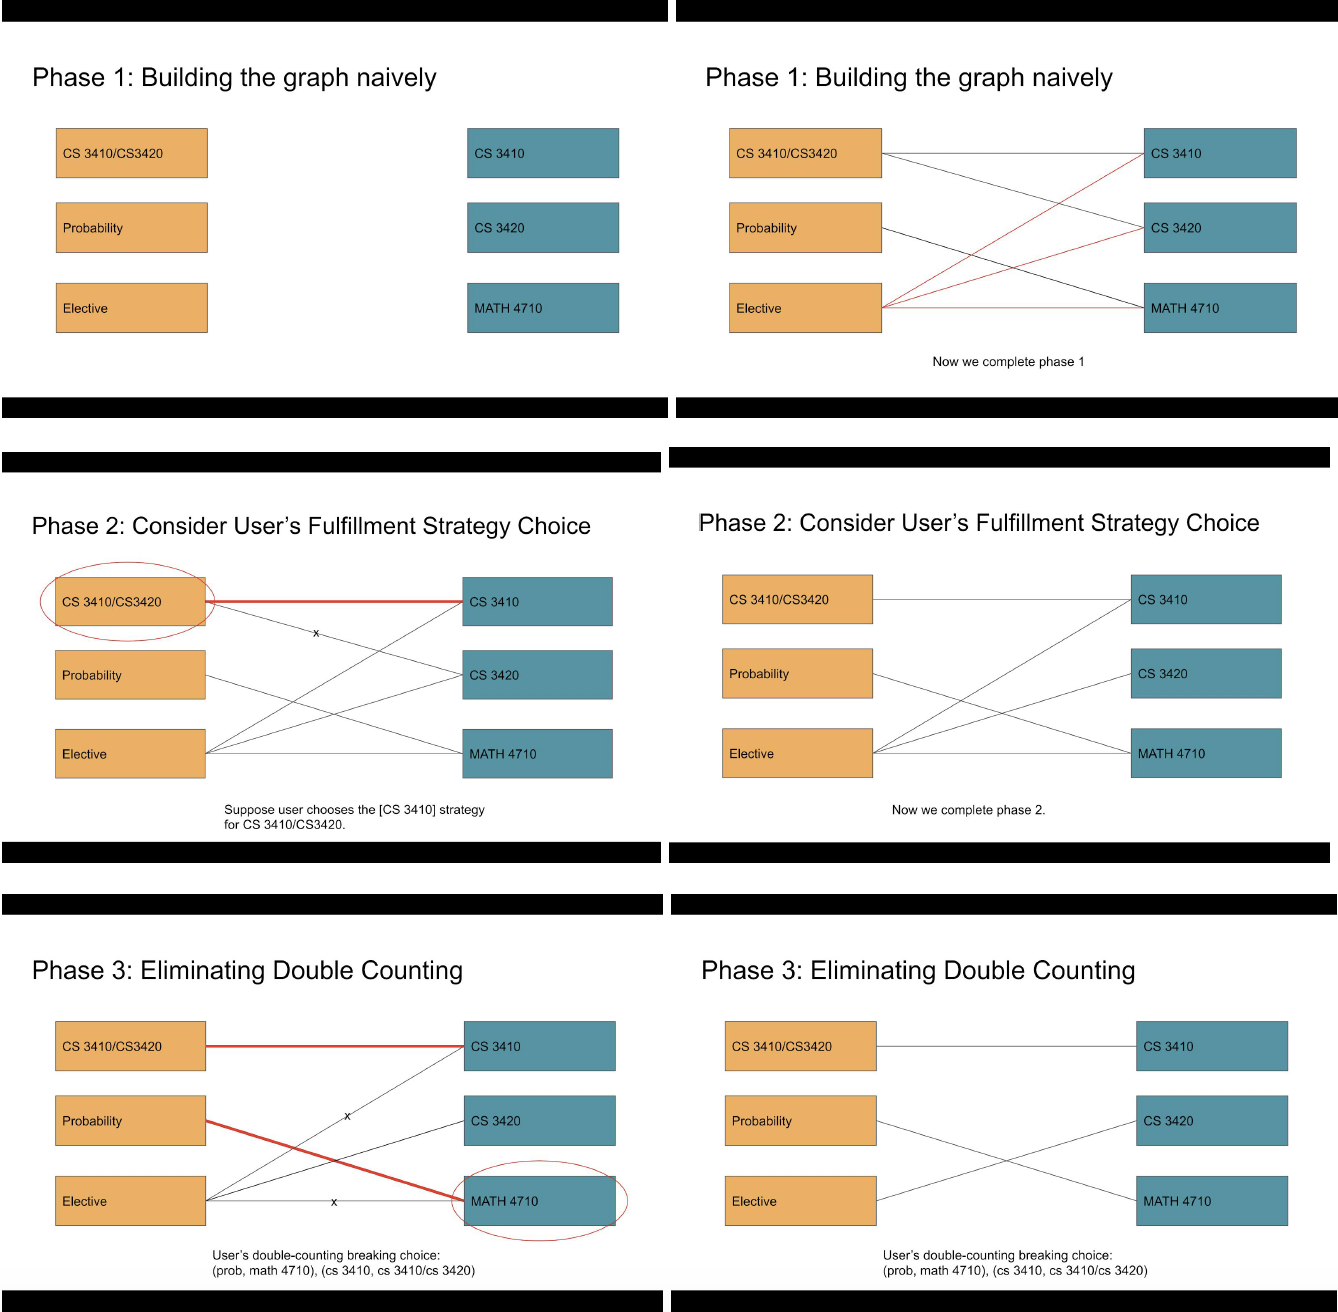 Phase 1: Building the graph naively
CS 3410/CS3420
CS 3410
Probability
CS 3420
Elective
MATH 4710
Phase 1: Building the graph naively
CS 3410/CS3420
CS 3410
Probability
CS 3420
Elective
MATH 4710
Now we complete phase 1
Phase 2: Consider User's Fulfillment Strategy Choice
CS 3410/CS3420
CS 3410
x
Probability
CS 3420
Elective
MATH 4710
Suppose user chooses the [CS 3410] strategy
for CS 3410/CS3420.
Phase 2: Consider User's Fulfillment Strategy Choice
CS 3410/CS3420
CS 3410
Probability
CS 3420
Elective
MATH 4710
Now we complete phase 2.
Phase 3: Eliminating Double Counting
CS 3410/CS3420
CS 3410
x
Probability
CS 3420
Elective
x
MATH 4710
User's double-counting breaking choice:
(prob, math 4710), (cs 3410, cs 3410/cs 3420)
Phase 3: Eliminating Double Counting
CS 3410/CS3420
CS 3410
Probability
CS 3420
Elective
MATH 4710
User's double-counting breaking choice:
(prob, math 4710), (cs 3410, cs 3410/cs 3420)